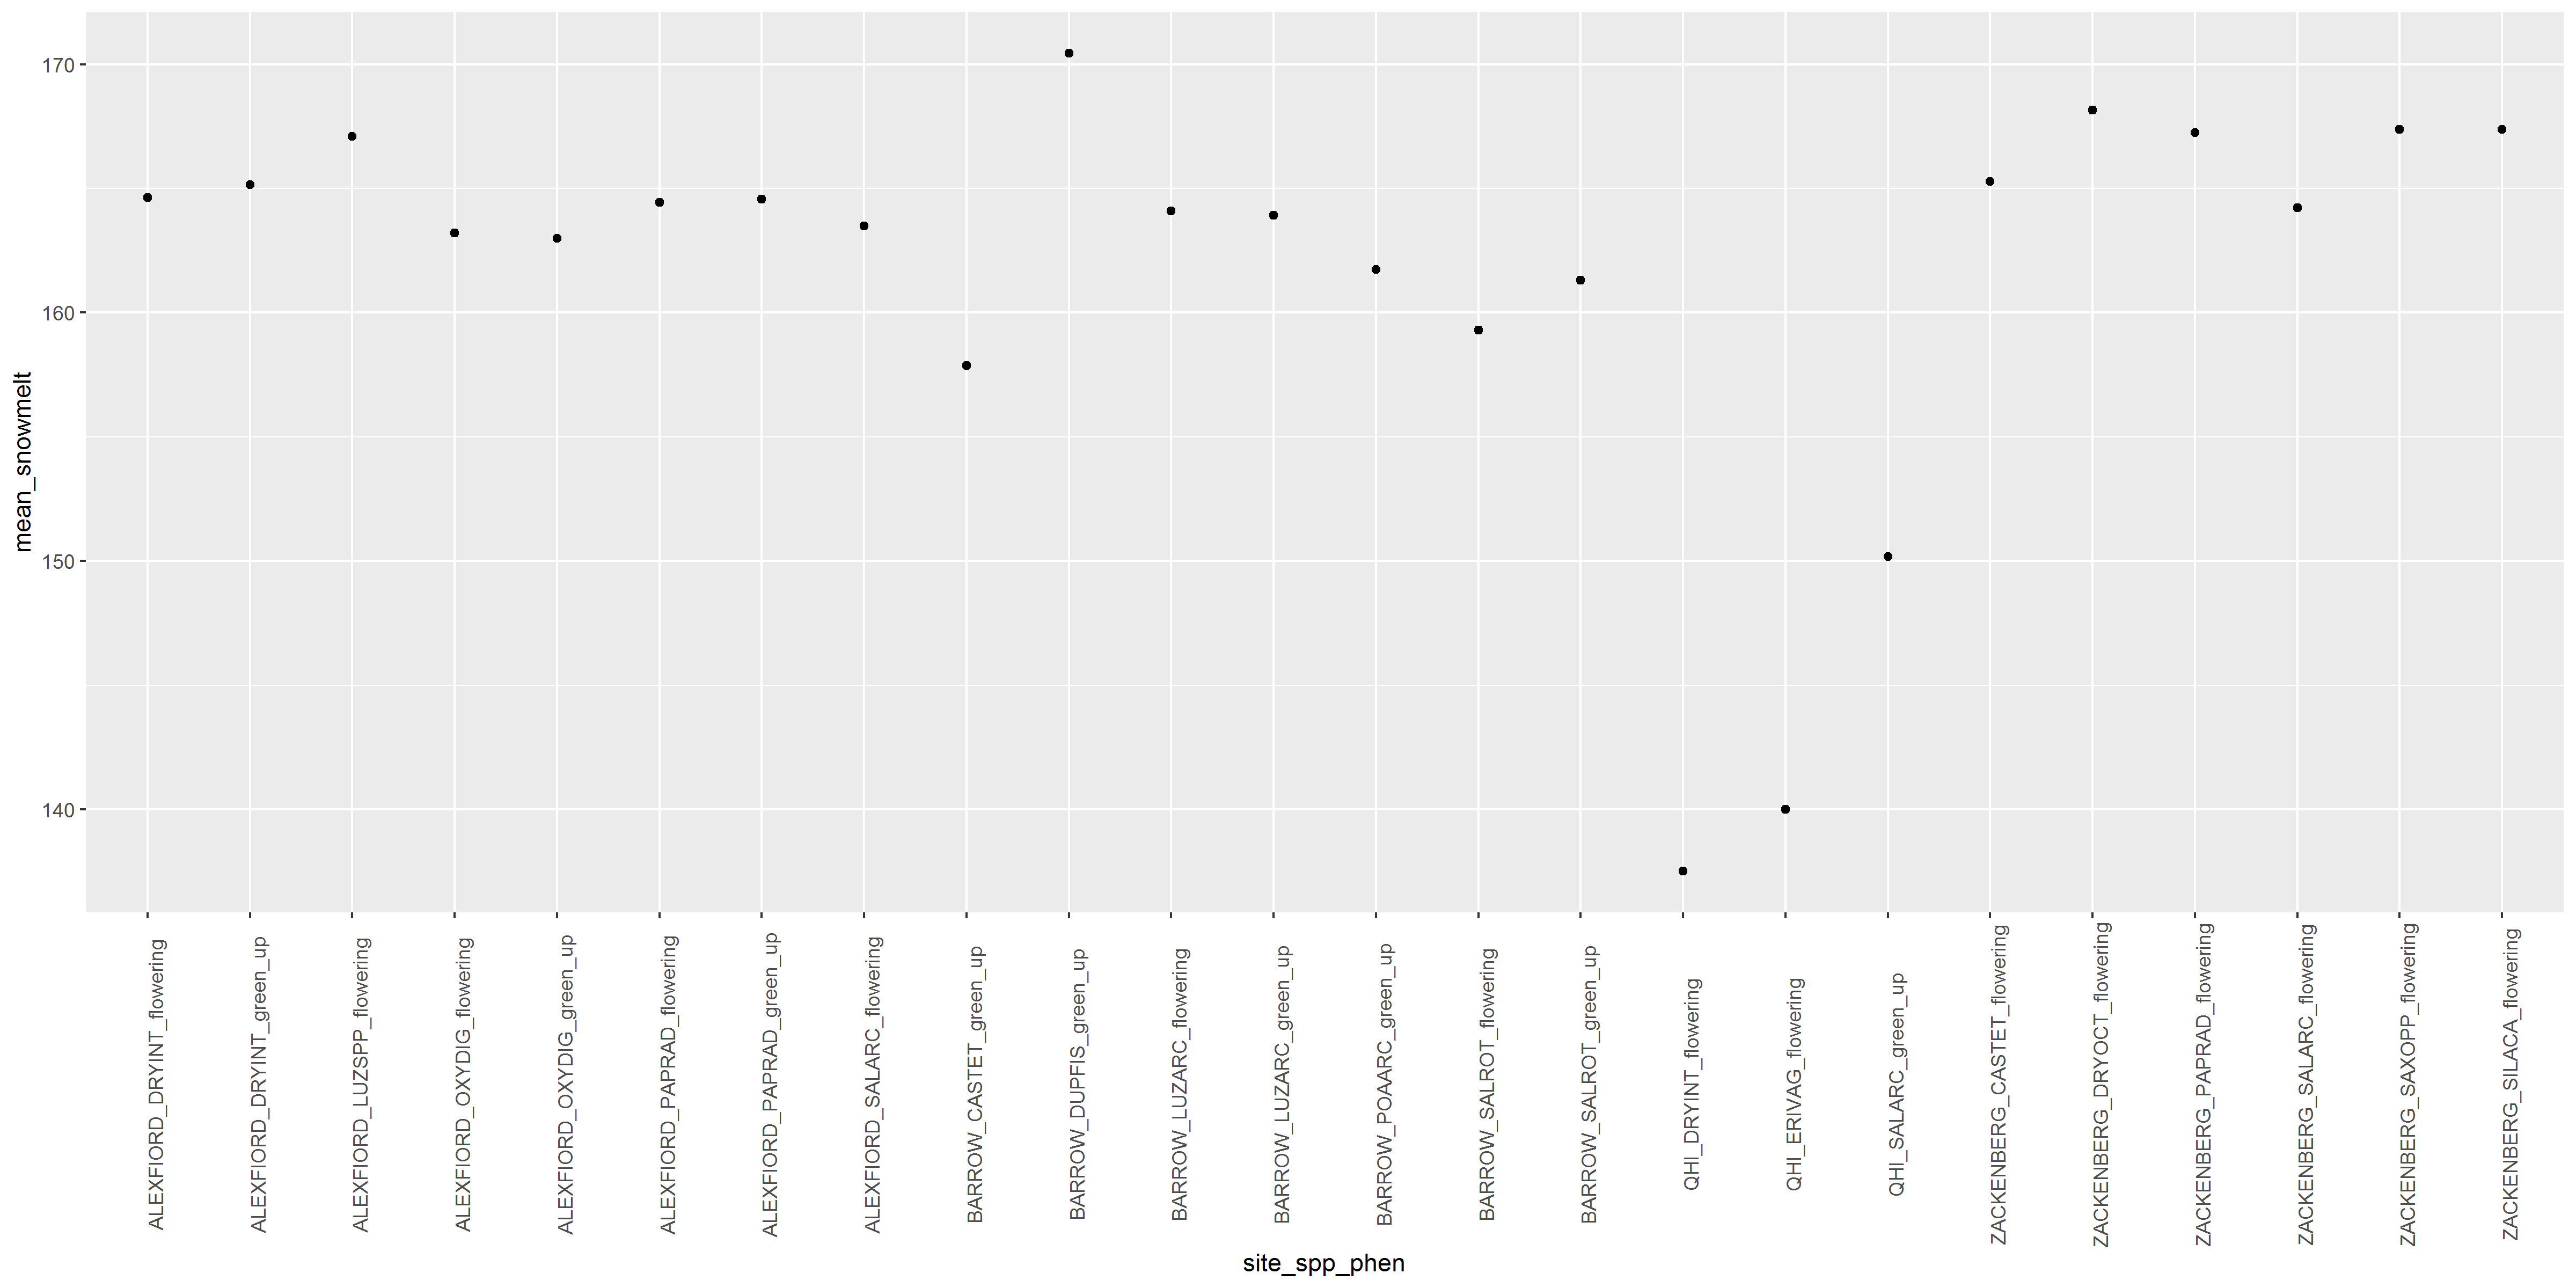 mean_snowmelt
170
160
150
140
ALEXFIORD_DRYINT_flowering
ALEXFIORD_DRYINT_green_up
ALEXFIORD_LUZSPP_flowering
ALEXFIORD_OXYDIG_flowering
ALEXFIORD_OXYDIG_green_up
ALEXFIORD_PAPRAD_flowering
ALEXFIORD_PAPRAD_green_up
ALEXFIORD_SALARC_flowering
BARROW_CASTET_green_up
BARROW_DUPFIS_green_up
BARROW_LUZARC_flowering
BARROW_LUZARC_green_up
BARROW_POAARC_green_up
BARROW_SALROT_flowering
BARROW_SALROT_green_up
QHI_DRYINT_flowering
QHI_ERIVAG_flowering
QHI_SALARC_green_up
ZACKENBERG_CASTET_flowering
ZACKENBERG_DRYOCT_flowering
ZACKENBERG_PAPRAD_flowering
ZACKENBERG_SALARC_flowering
ZACKENBERG_SAXOPP_flowering
ZACKENBERG_SILACA_flowering
site_spp_phen